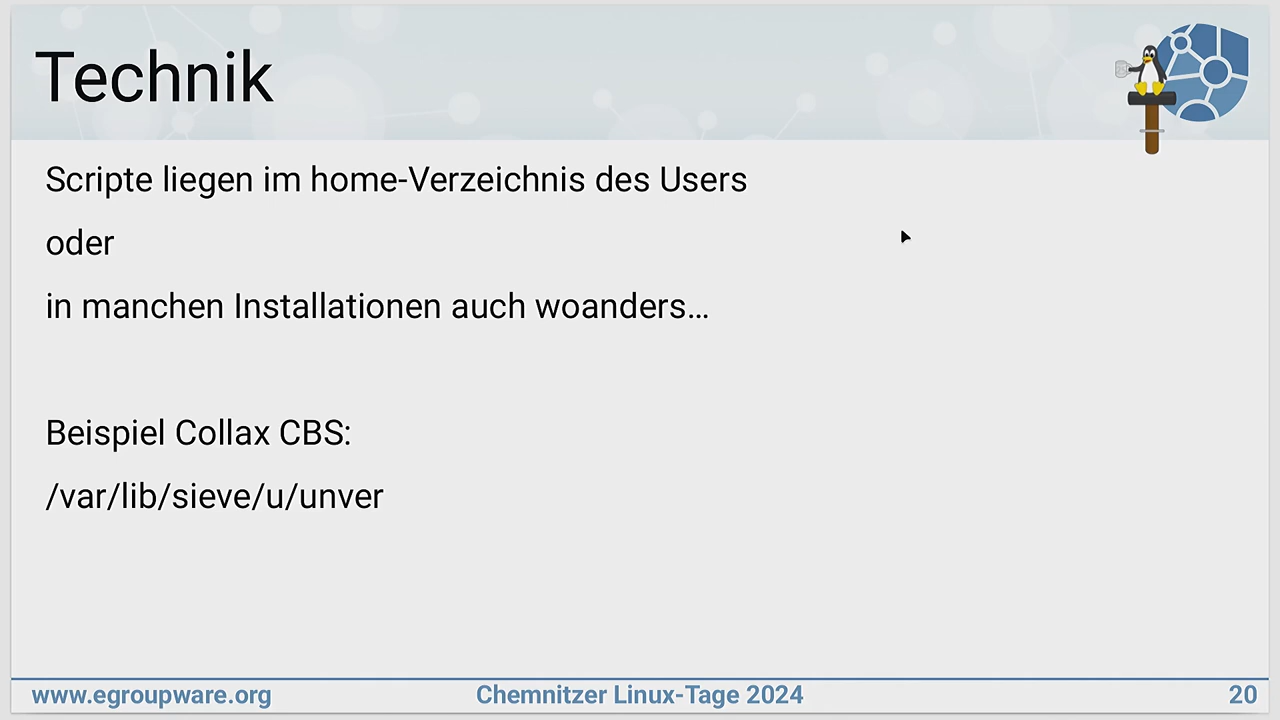 Technik
Scripte liegen im home-Verzeichnis des Users
oder
in manchen Installationen auch woanders…
Beispiel Collax CBS:
/var/lib/sieve/u/unver
www.egroupware.org
Chemnitzer Linux-Tage 2024
20